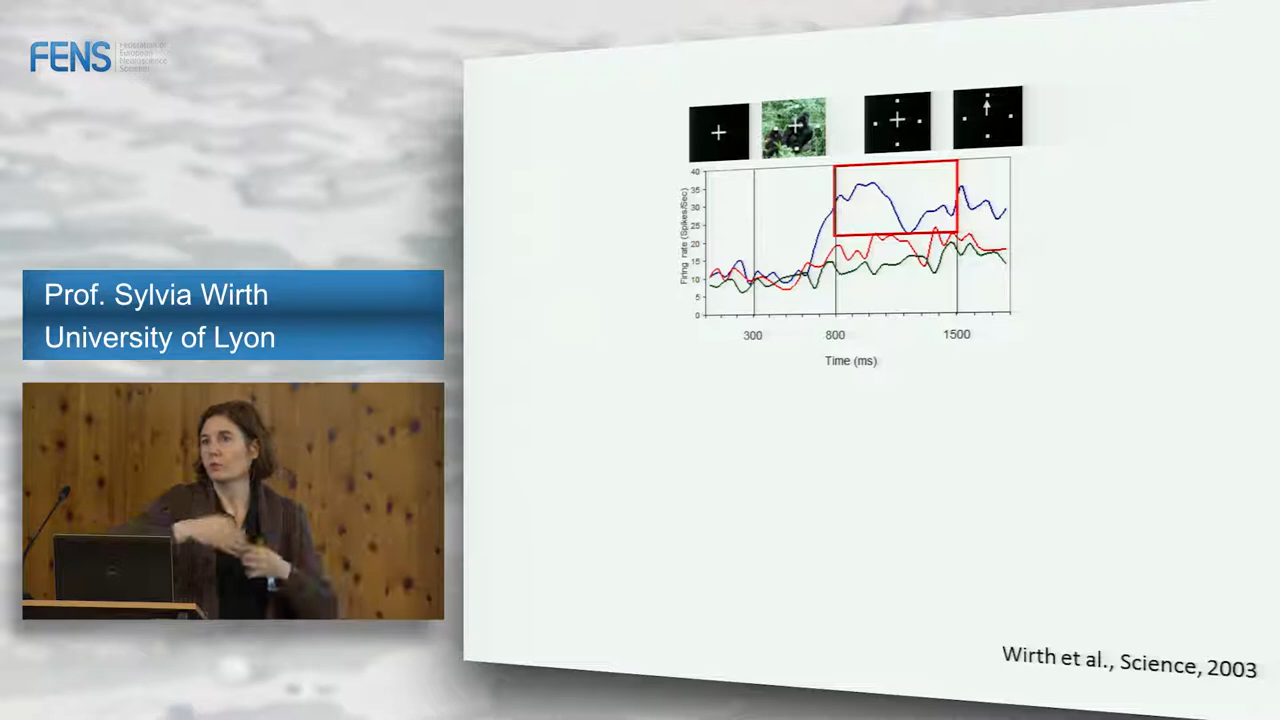 FENS
Federation of
European
Neuroscience
Societies
Prof. Sylvia Wirth
University of Lyon
40
35
30
25
20
15
10
5
0
Firing rate (Spikes/Sec)
300 800 1500
Time (ms)
Wirth et al., Science, 2003